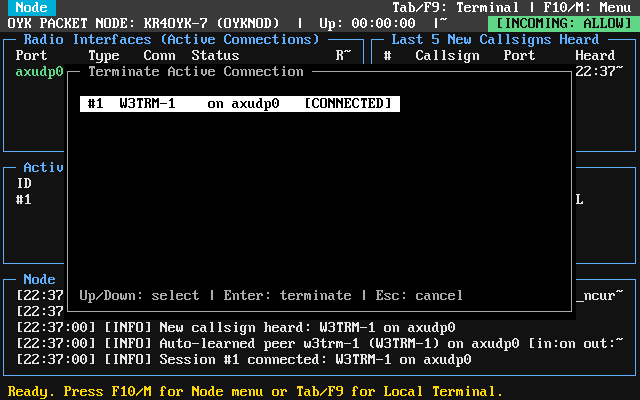 Node Tab/F9: Terminal | F10/M: Menu
OYK PACKET NODE: KR4OYK-7 (OYKNOD) | Up: 00:00:00 |~ [INCOMING: ALLOW]
Radio Interfaces (Active Connections) Last 5 New Callsigns Heard
Port Type Conn Status R~ # Callsign Port Heard
axudp0 22:37~
Terminate Active Connection
#1 W3TRM-1 on axudp0 [CONNECTED]
Activ
ID
#1 L
Up/Down: select | Enter: terminate | Esc: cancel
Node
[22:37 _ncur~
[22:37
[22:37:00] [INFO] New callsign heard: W3TRM-1 on axudp0
[22:37:00] [INFO] Auto-learned peer w3trm-1 (W3TRM-1) on axudp0 [in:on out:~
[22:37:00] [INFO] Session #1 connected: W3TRM-1 on axudp0
Ready. Press F10/M for Node menu or Tab/F9 for Local Terminal.